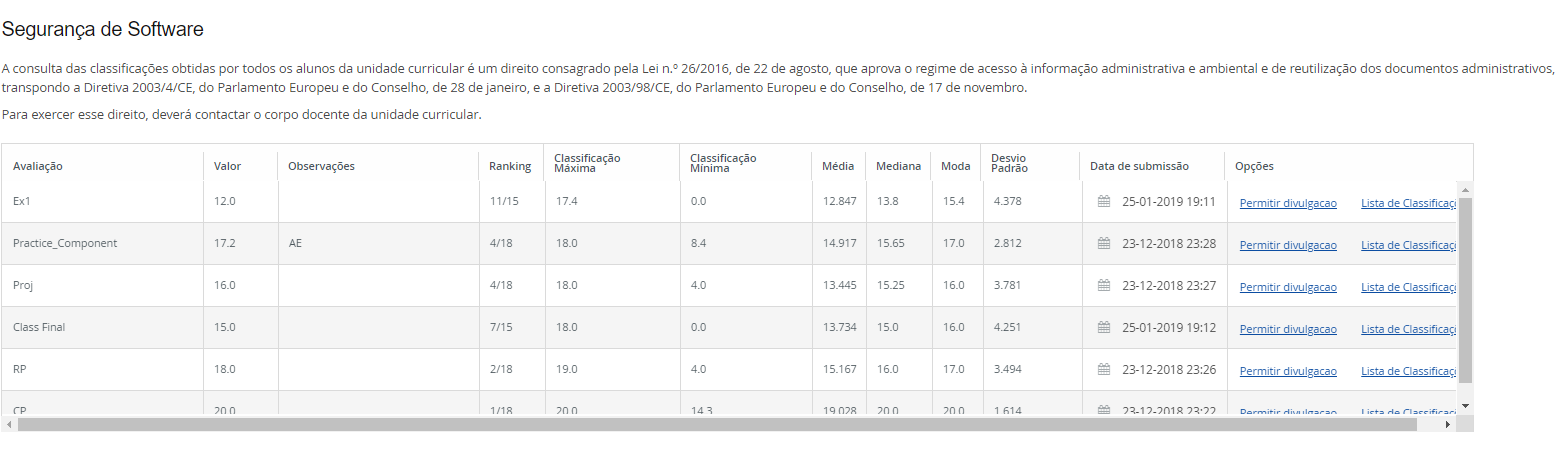 Segurança de Software
A consulta das classificações obtidas por todos os alunos da unidade curricular é um direito consagrado pela Lei n.º 26/2016, de 22 de agosto, que aprova o regime de acesso à informação administrativa e ambiental e de reutilização dos documentos administrativos,
transpondo a Diretiva 2003/4/CE, do Parlamento Europeu e do Conselho, de 28 de janeiro, e a Diretiva 2003/98/CE, do Parlamento Europeu e do Conselho, de 17 de novembro.
Para exercer esse direito, deverá contactar o corpo docente da unidade curricular.
Avaliação Valor Observações Ranking Classificação Máxima Classificação Mínima Média Mediana Moda Desvio Padrão Data de submissão Opções
Ex1 12.0 11/15 17.4 0.0 12.847 13.8 15.4 4.378 25-01-2019 19:11 Permitir divulgacao Lista de Classificaç
Practice_Component 17.2 AE 4/18 18.0 8.4 14.917 15.65 17.0 2.812 23-12-2018 23:28 Permitir divulgacao Lista de Classificaç
Proj 16.0 4/18 18.0 4.0 13.445 15.25 16.0 3.781 23-12-2018 23:27 Permitir divulgacao Lista de Classificaç
Class Final 15.0 7/15 18.0 0.0 13.734 15.0 16.0 4.251 25-01-2019 19:12 Permitir divulgacao Lista de Classificaç
RP 18.0 2/18 19.0 4.0 15.167 16.0 17.0 3.494 23-12-2018 23:26 Permitir divulgacao Lista de Classificaç
CP 20.0 1/18 20.0 14.3 19.028 20.0 20.0 1.614 23-12-2018 23:22 Permitir divulgacao Lista de Classificaç